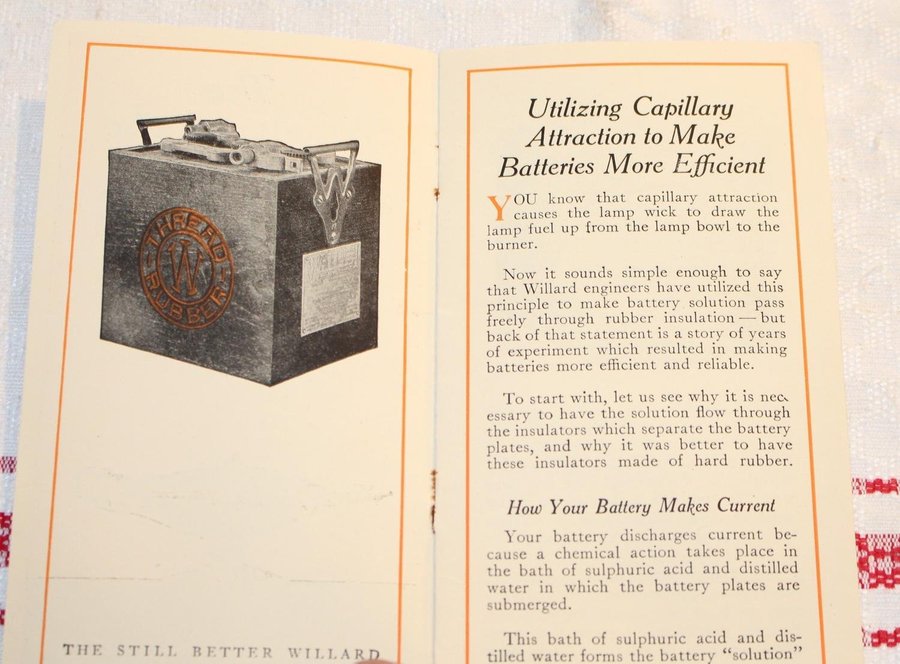 THREAD
W
RUBBER
THE STILL BETTER WILLARD
Utilizing Capillary
Attraction to Make
Batteries More Efficient
YOU know that capillary attraction
causes the lamp wick to draw the
lamp fuel up from the lamp bowl to the
burner.
Now it sounds simple enough to say
that Willard engineers have utilized this
principle to make battery solution pass
freely through rubber insulation — but
back of that statement is a story of years
of experiment which resulted in making
batteries more efficient and reliable.
To start with, let us see why it is nec
essary to have the solution flow through
the insulators which separate the battery
plates, and why it was better to have
these insulators made of hard rubber.
How Your Battery Makes Current
Your battery discharges current be-
cause a chemical action takes place in
the bath of sulphuric acid and distilled
water in which the battery plates are
submerged.
This bath of sulphuric acid and dis-
tilled water forms the battery "solution"